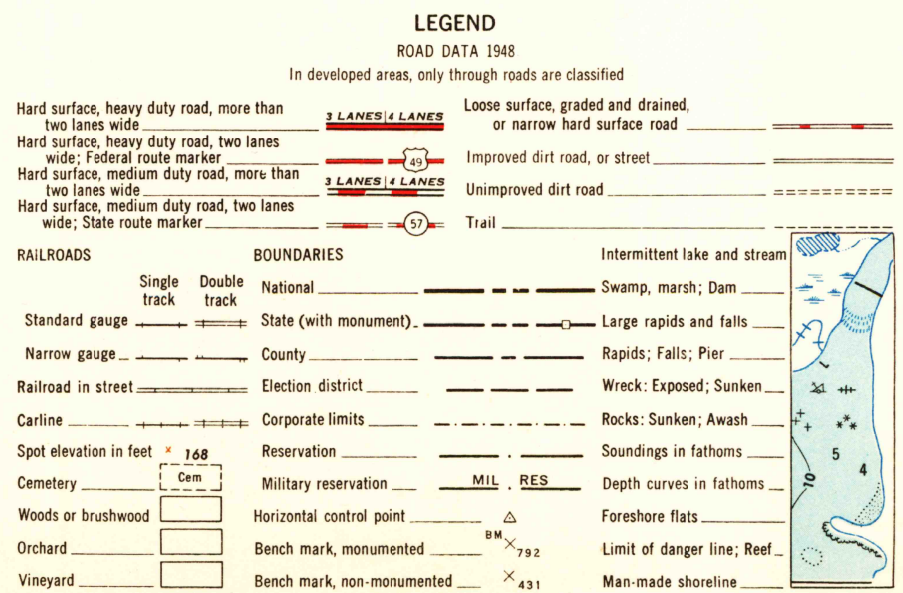 LEGEND
ROAD DATA 1948
In developed areas, only through roads are classified
Hard surface, heavy duty road, more than
two lanes wide
3 LANES 4 LANES
Hard surface, heavy duty road, two lanes
wide; Federal route marker
49
Hard surface, medium duty road, more than
two lanes wide
3 LANES 4 LANES
Hard surface, medium duty road, two lanes
wide; State route marker
57
Loose surface, graded and drained,
or narrow hard surface road
Improved dirt road, or street
Unimproved dirt road
Trail
RAILROADS
Single
track
Double
track
Standard gauge
Narrow gauge
Railroad in street
Carline
Spot elevation in feet × 168
Cemetery Cem
Woods or brushwood
Orchard
Vineyard
BOUNDARIES
National
State (with monument)
County
Election district
Corporate limits
Reservation
Military reservation MIL. RES
Horizontal control point
Bench mark, monumented BM × 792
Bench mark, non-monumented × 431
Intermittent lake and stream
Swamp, marsh; Dam
Large rapids and falls
Rapids; Falls; Pier
Wreck: Exposed; Sunken
Rocks: Sunken; Awash
Soundings in fathoms 5
4
Depth curves in fathoms 10
Foreshore flats
Limit of danger line; Reef
Man-made shoreline